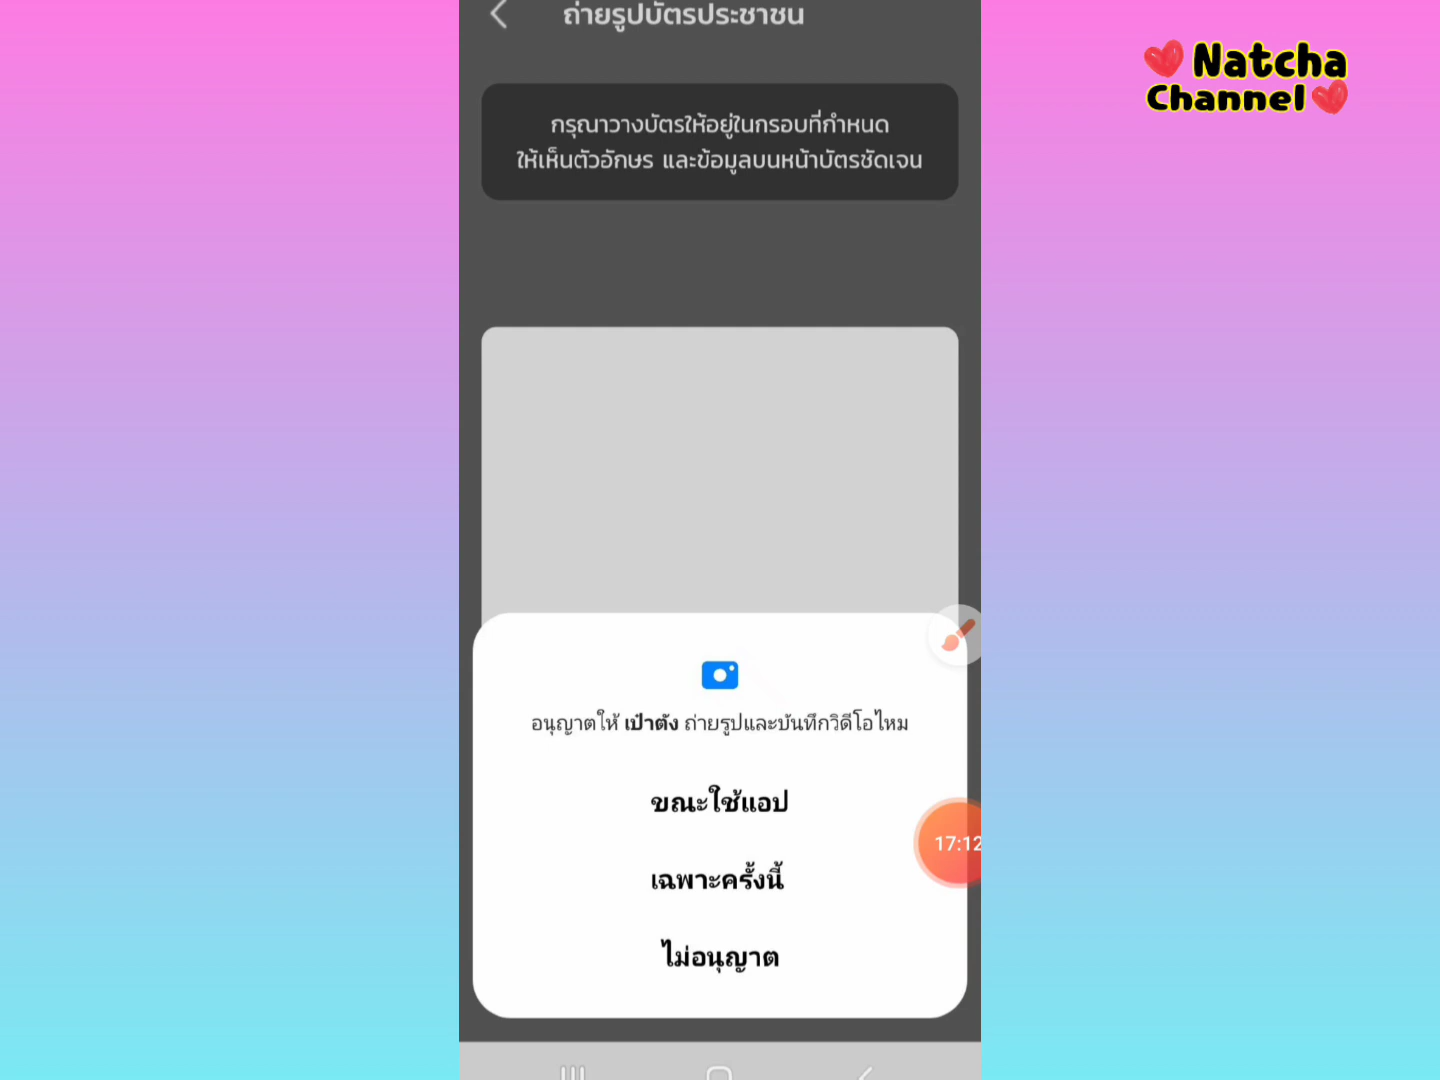 ถ่ายรูปบัตรประชาชน
Natcha
Channel
กรุณาวางบัตรให้อยู่ในกรอบที่กำหนด
ให้เห็นตัวอักษร และข้อมูลบนหน้าบัตรชัดเจน
อนุญาตให้ เป๋าตัง ถ่ายรูปและบันทึกวิดีโอไหม
ขณะใช้แอป
17:12
เฉพาะครั้งนี้
ไม่อนุญาต